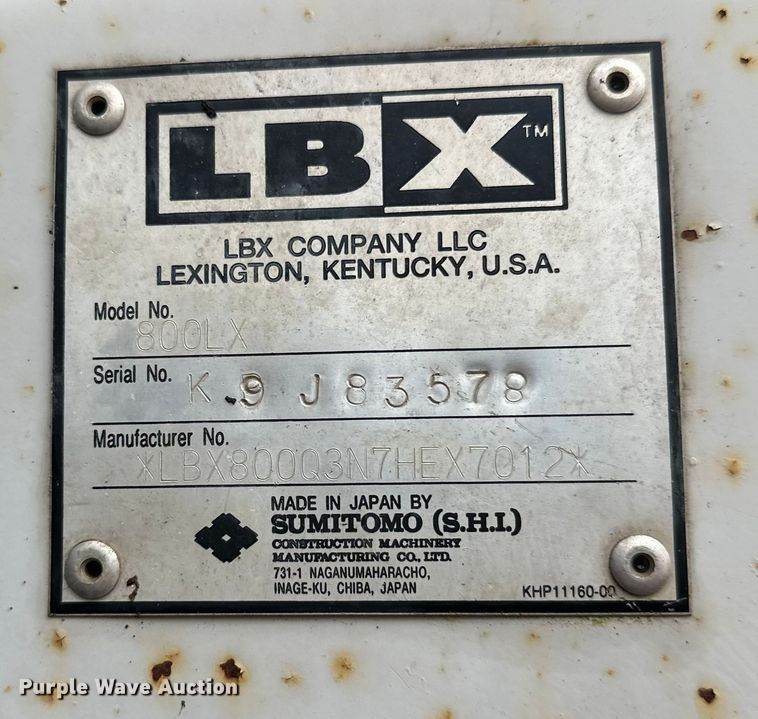 LBX™
LBX COMPANY LLC
LEXINGTON, KENTUCKY, U.S.A.
Model No. 800LX
Serial No. K9J83578
Manufacturer No. *LBX800Q3N7HEX7012*
MADE IN JAPAN BY
SUMITOMO (S.H.I.)
CONSTRUCTION MACHINERY
MANUFACTURING CO., LTD.
731-1 NAGANUMAHARACHO,
INAGE-KU, CHIBA, JAPAN
KHP11160-00
Purple Wave Auction